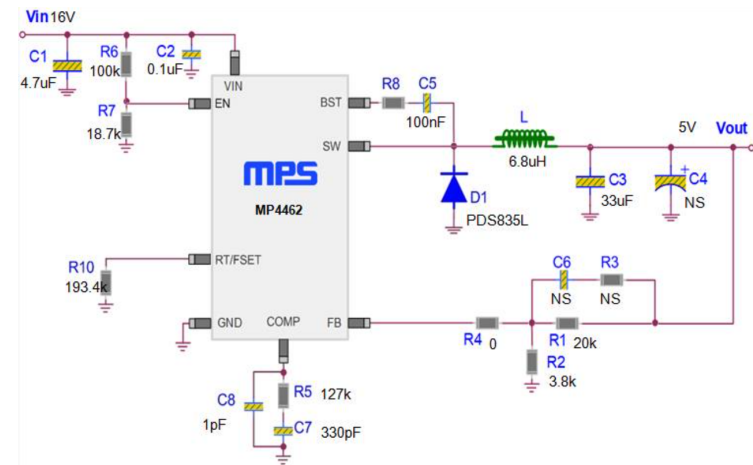 Vin 16V
C1
4.7uF
R6
100k
C2
0.1uF
R7
18.7k
VIN
EN
BST
SW
R8
C5
100nF
L
6.8uH
5V Vout
mps
MP4462
D1
PDS835L
C3
33uF
+
C4
NS
RT/FSET
R10
193.4k
C6
NS
R3
NS
GND
COMP
FB
R4 0
R1 20k
R2
3.8k
C8
1pF
R5 127k
C7 330pF